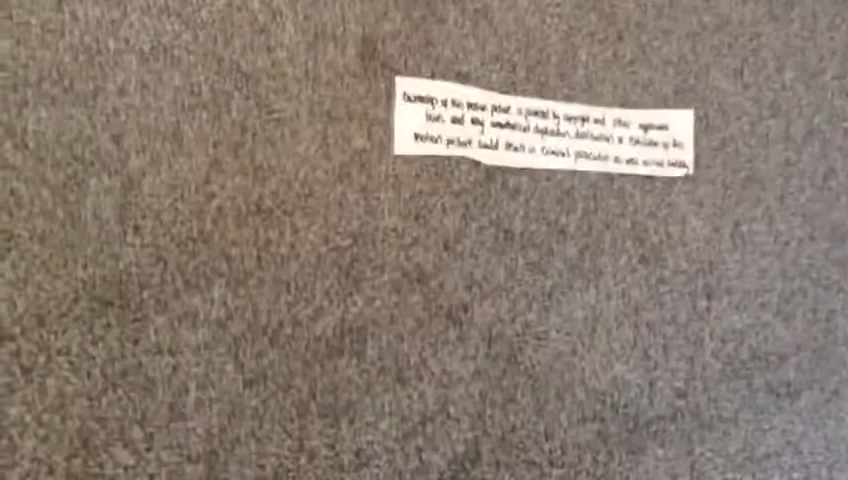 Ownership of this motion picture is protected by copyright and other applicable
laws and any unauthorized duplication, distribution or exhibition of this
motion picture could result in criminal prosecution as well as civil liability